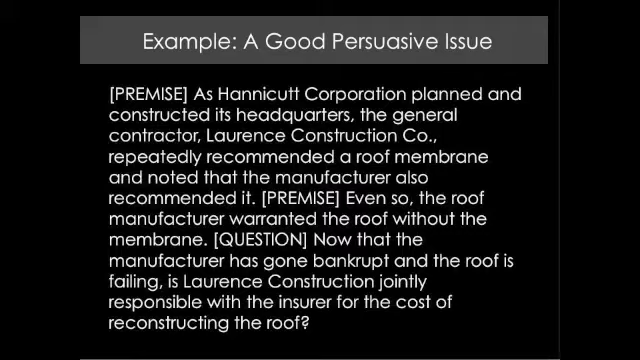 Example: A Good Persuasive Issue
[PREMISE] As Hannicutt Corporation planned and
constructed its headquarters, the general
contractor, Laurence Construction Co.,
repeatedly recommended a roof membrane
and noted that the manufacturer also
recommended it. [PREMISE] Even so, the roof
manufacturer warranted the roof without the
membrane. [QUESTION] Now that the
manufacturer has gone bankrupt and the roof is
failing, is Laurence Construction jointly
responsible with the insurer for the cost of
reconstructing the roof?